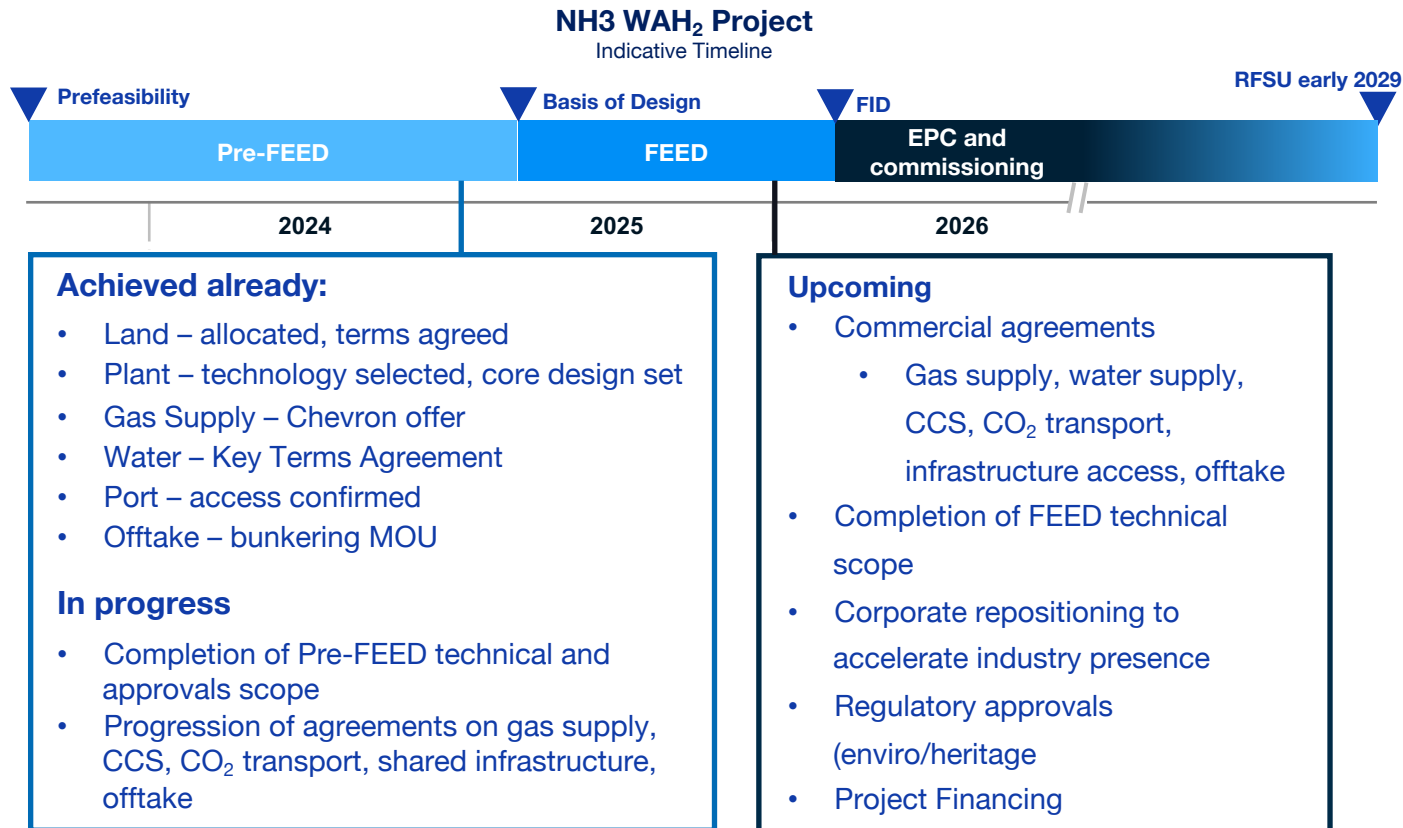 NH3 WAH₂ Project
Indicative Timeline
RFSU early 2029
Prefeasibility
Basis of Design
FID
Pre-FEED
FEED
EPC and
commissioning
2024
2025
2026
Achieved already:
• Land – allocated, terms agreed
• Plant – technology selected, core design set
• Gas Supply – Chevron offer
• Water – Key Terms Agreement
• Port – access confirmed
• Offtake – bunkering MOU
In progress
• Completion of Pre-FEED technical and
approvals scope
• Progression of agreements on gas supply,
CCS, CO₂ transport, shared infrastructure,
offtake
Upcoming
• Commercial agreements
• Gas supply, water supply,
CCS, CO₂ transport,
infrastructure access, offtake
• Completion of FEED technical
scope
• Corporate repositioning to
accelerate industry presence
• Regulatory approvals
(enviro/heritage
• Project Financing